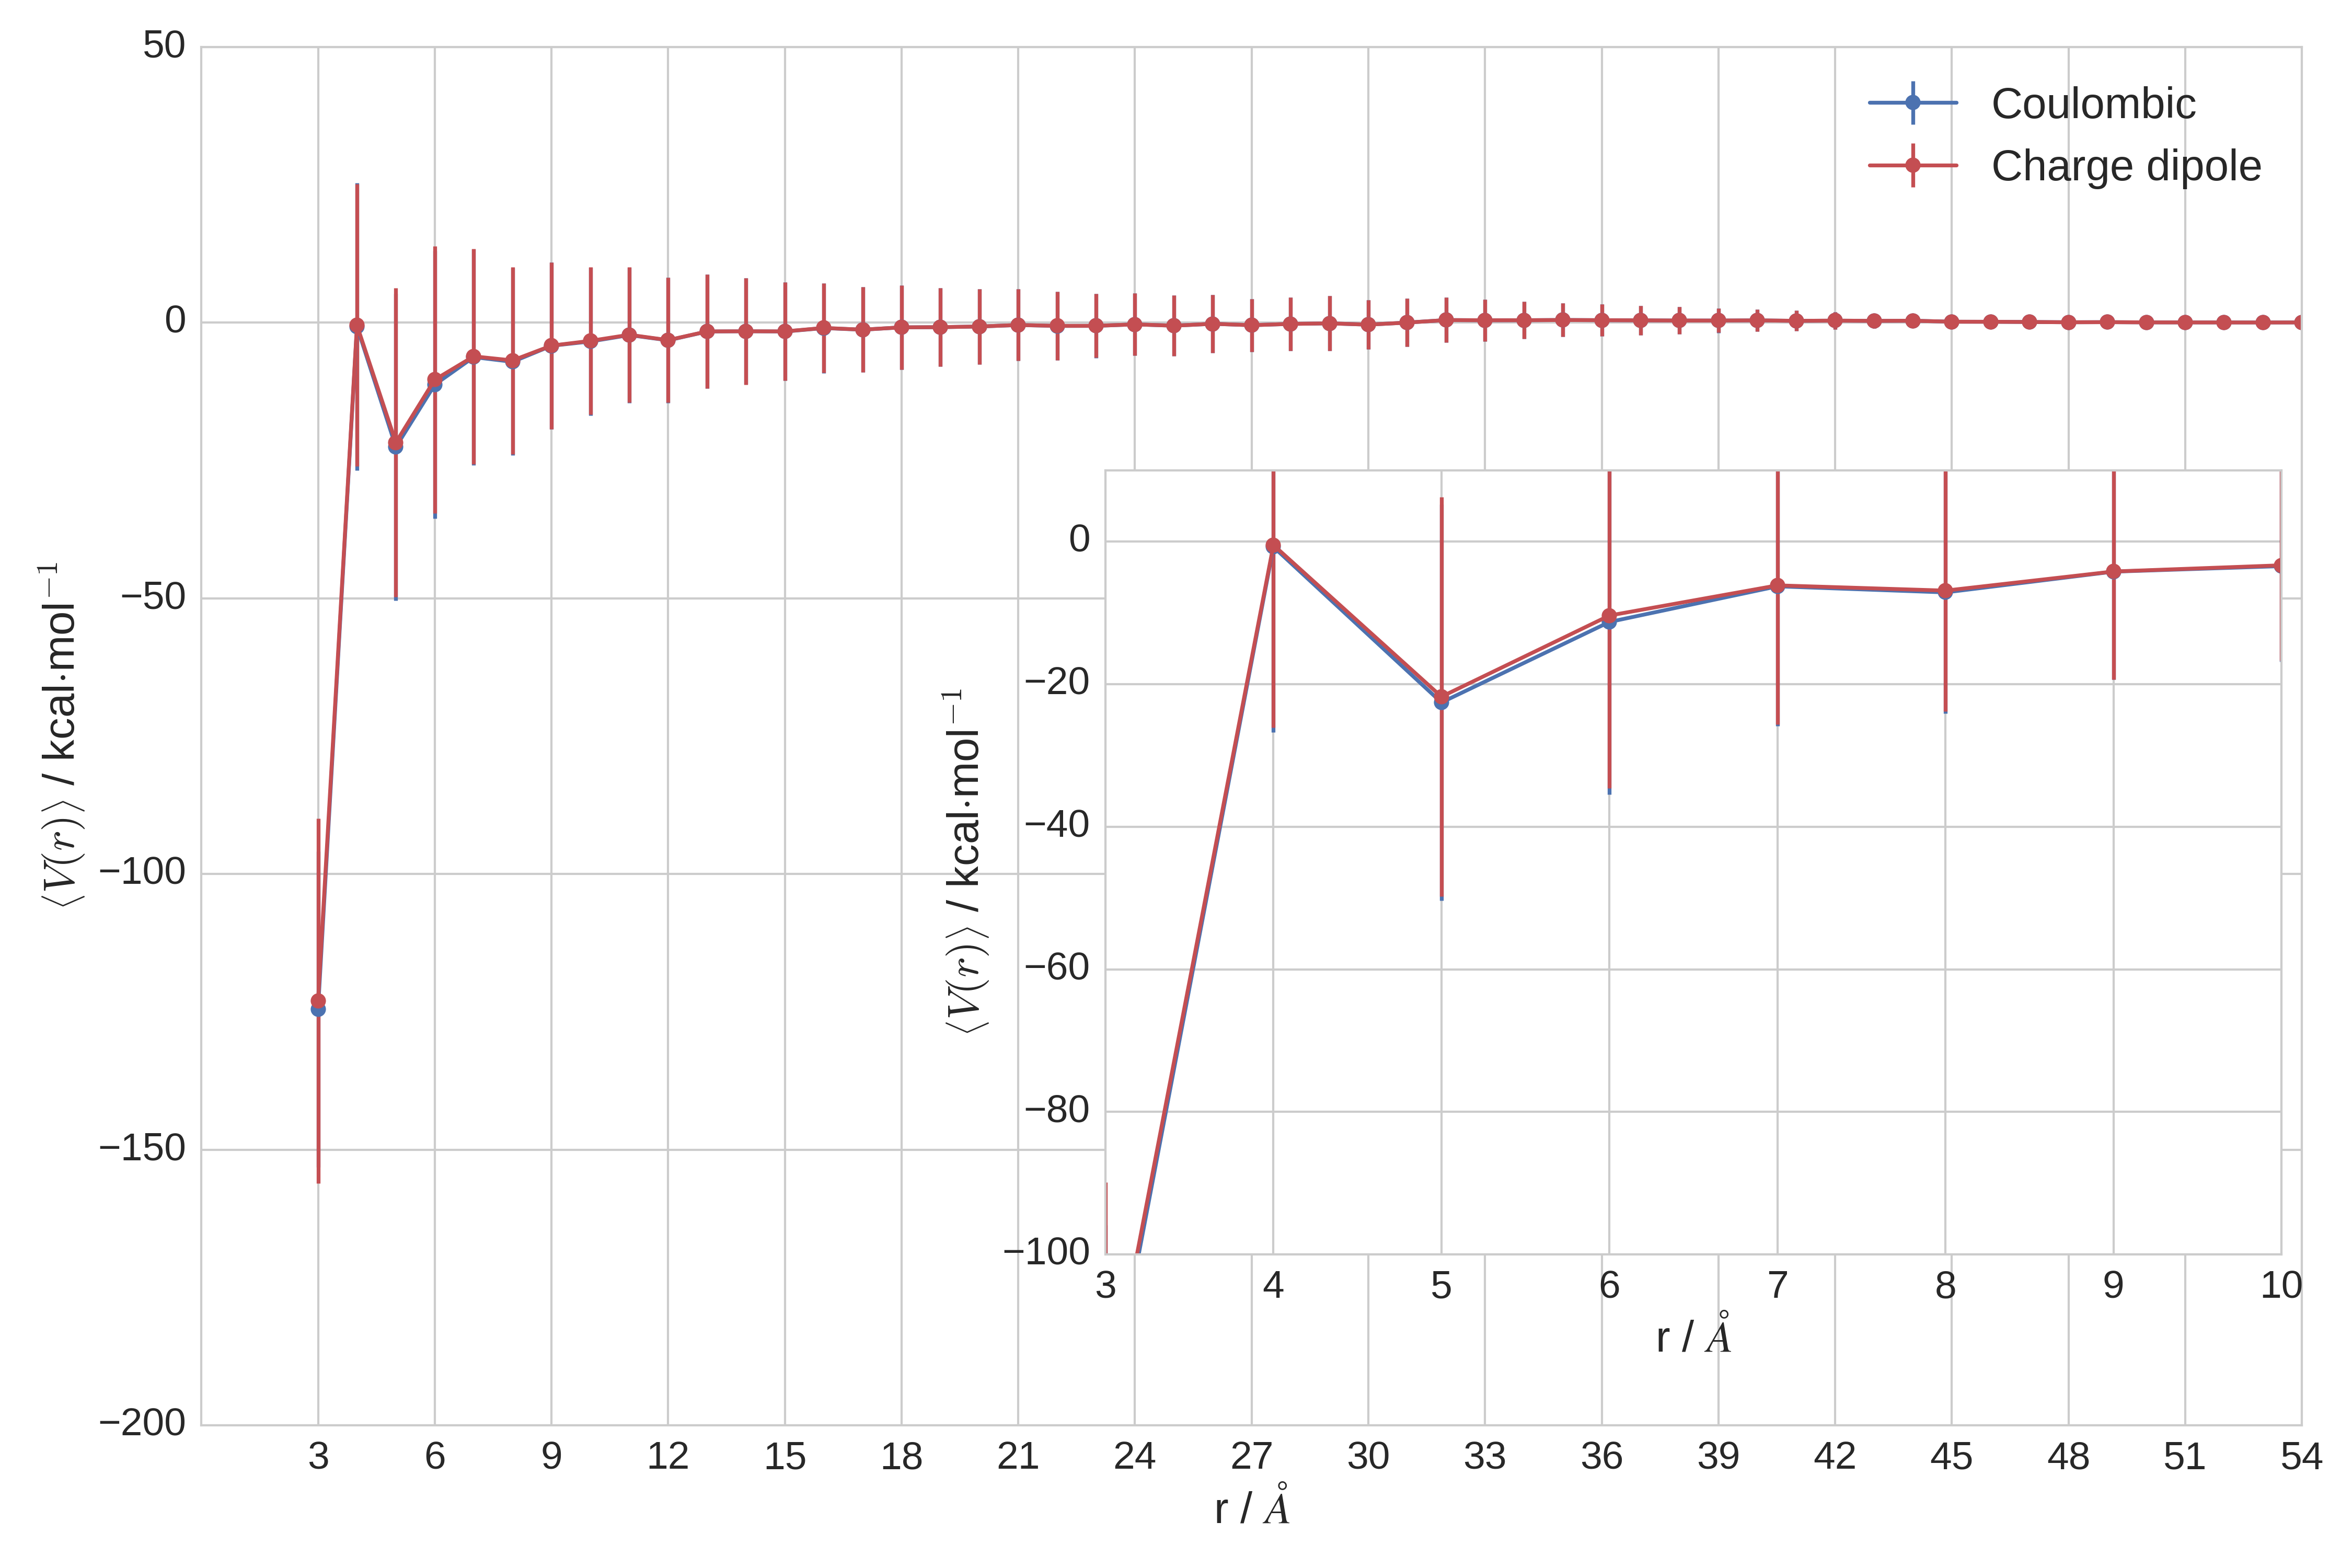 50
0
−50
−100
−150
−200
⟨V(r)⟩ / kcal·mol⁻¹
Coulombic
Charge dipole
0
−20
−40
−60
−80
−100
⟨V(r)⟩ / kcal·mol⁻¹
3 4 5 6 7 8 9 10
r / Å
3 6 9 12 15 18 21 24 27 30 33 36 39 42 45 48 51 54
r / Å